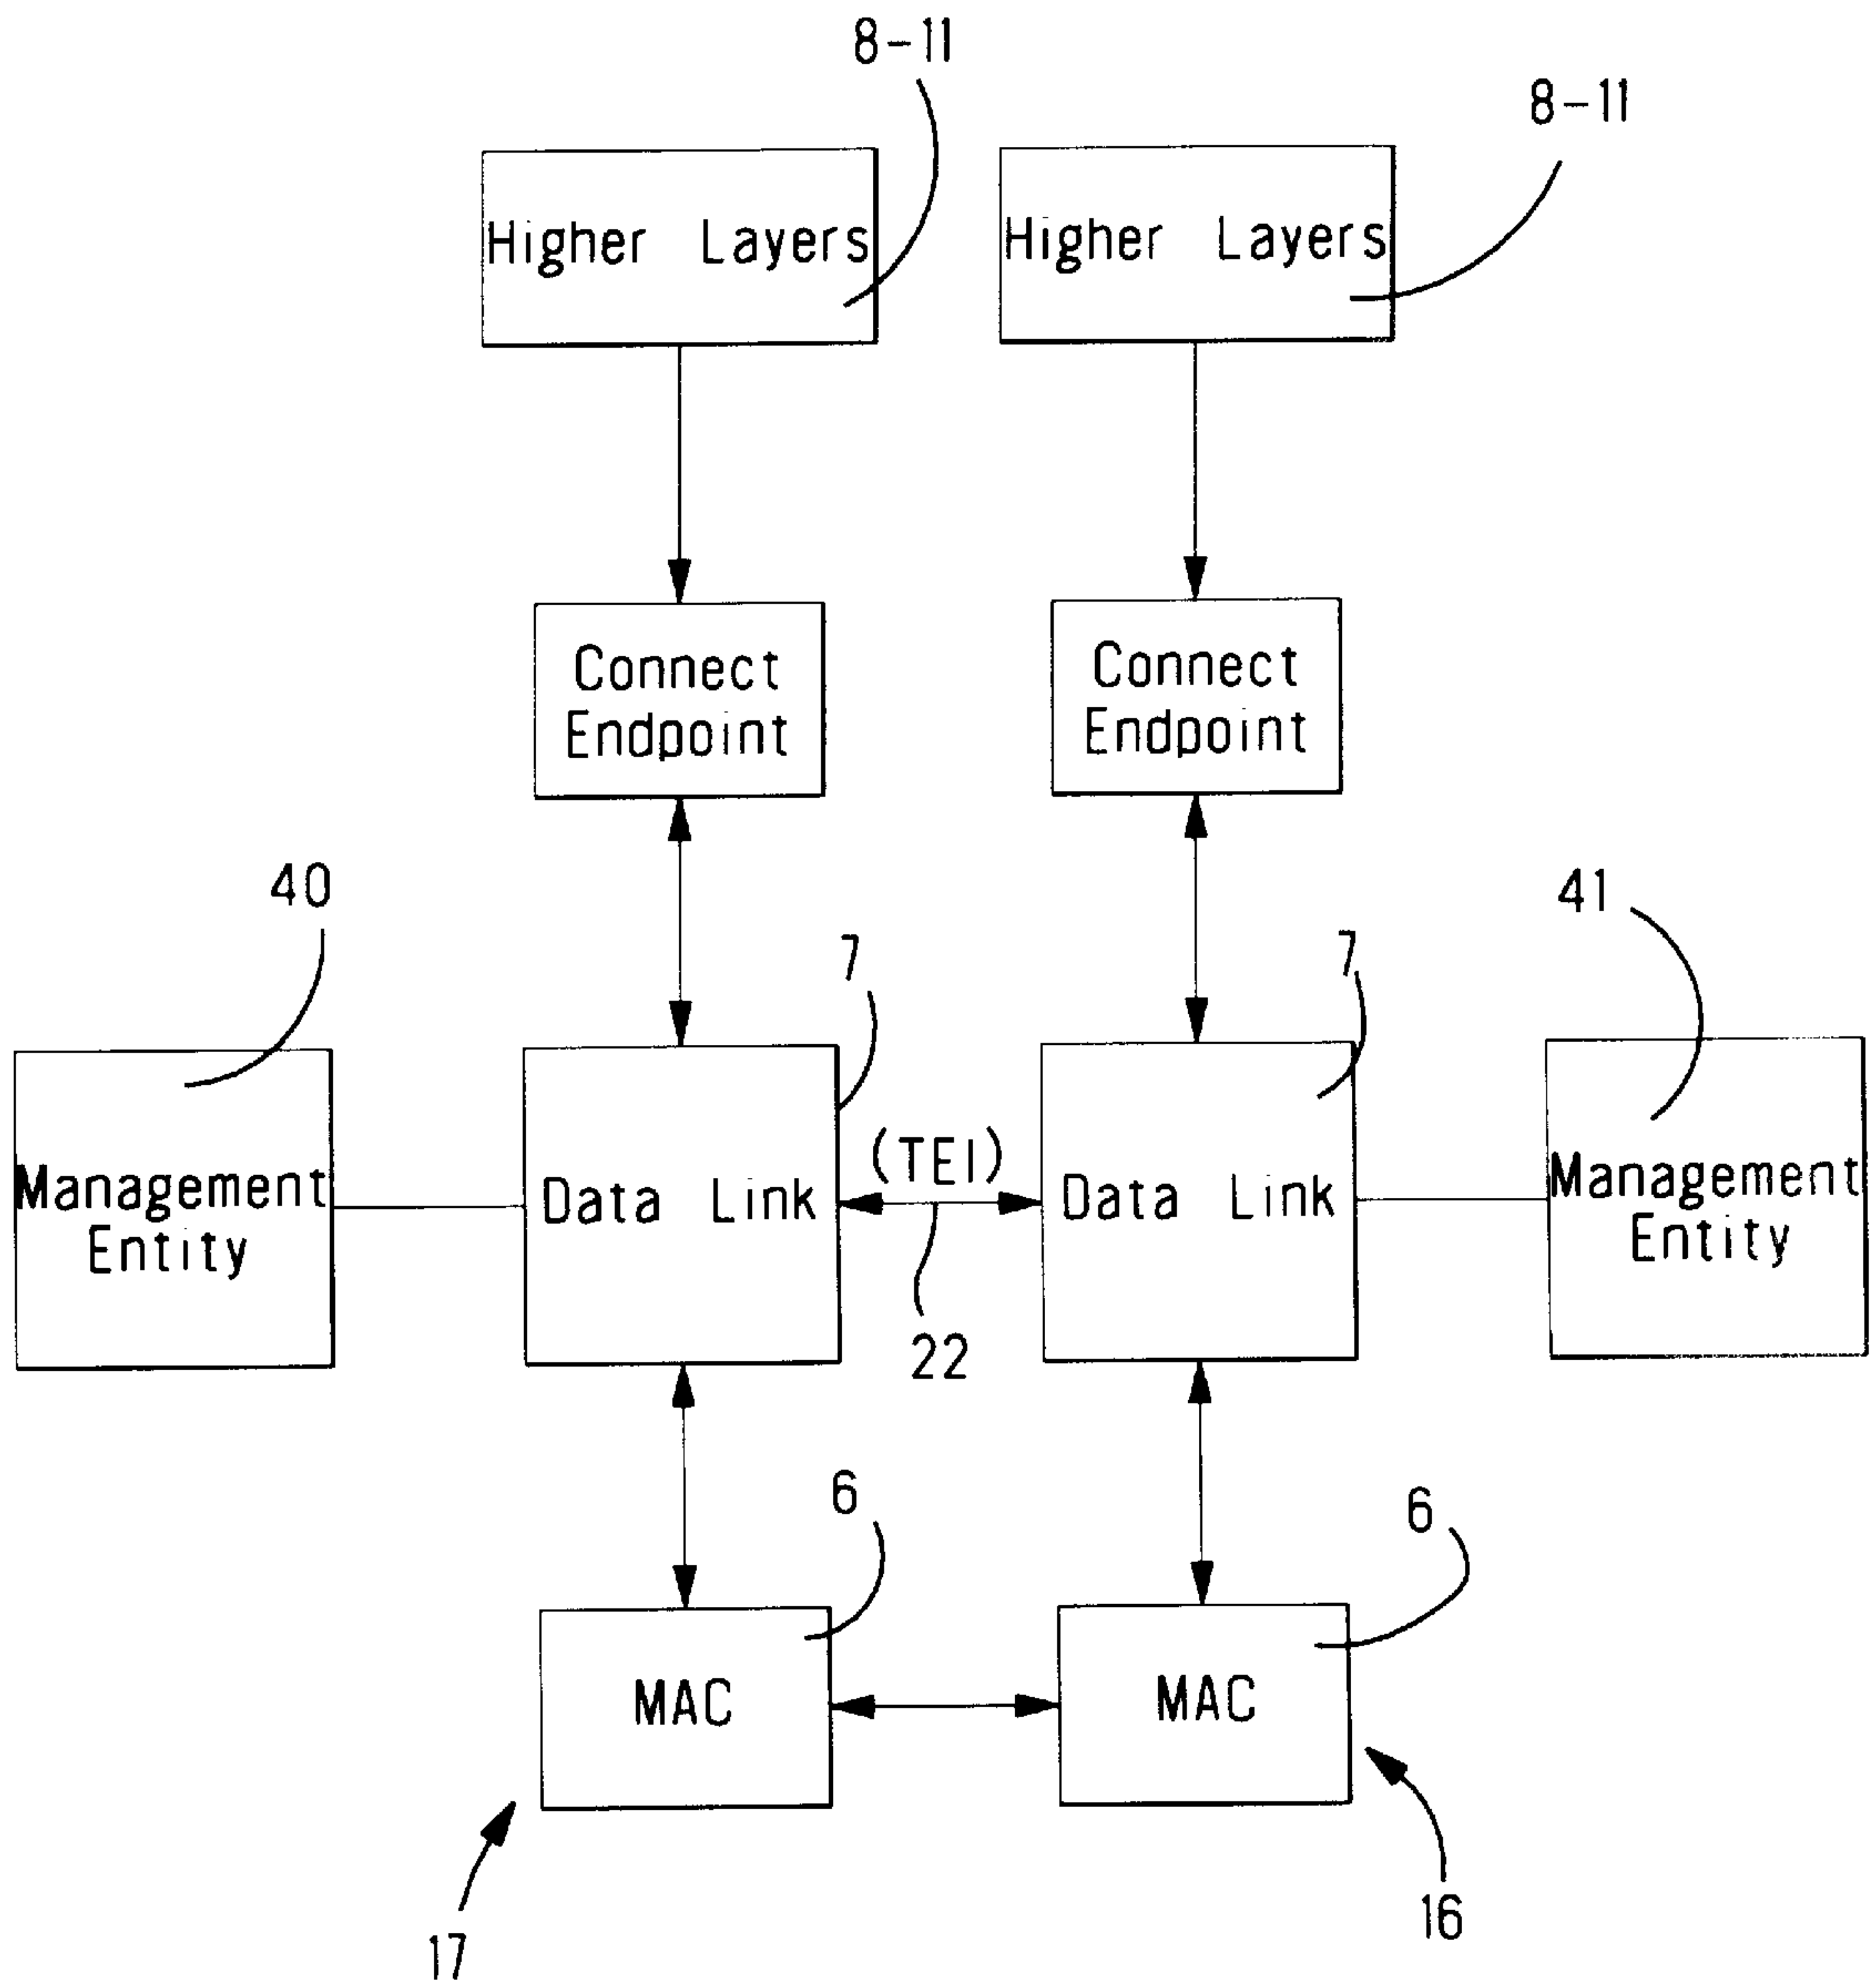 8-11
8-11
Higher Layers
Higher Layers
Connect
Endpoint
Connect
Endpoint
40
41
7
7
(TEI)
Management
Entity
Data Link
Data Link
Management
Entity
22
6
6
MAC
MAC
17
16